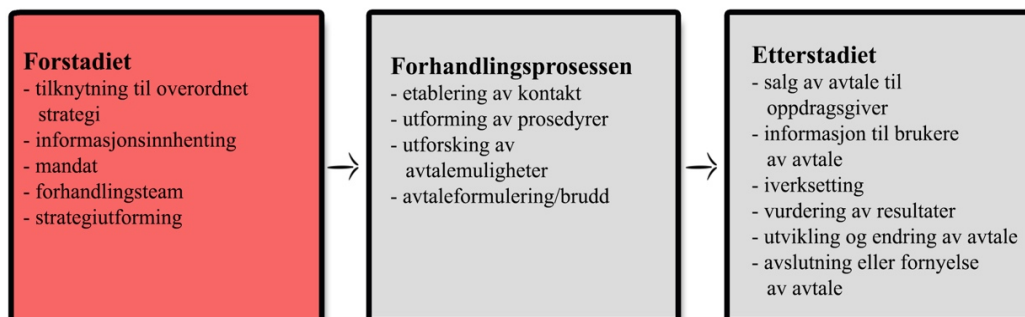 Forstadiet
- tilknytning til overordnet
strategi
- informasjonsinnhenting
- mandat
- forhandlingsteam
- strategiutforming
Forhandlingsprosessen
- etablering av kontakt
- utforming av prosedyrer
- utforsking av
avtalemuligheter
- avtaleformulering/brudd
Etterstadiet
- salg av avtale til
oppdragsgiver
- informasjon til brukere
av avtale
- iverksetting
- vurdering av resultater
- utvikling og endring av avtale
- avslutning eller fornyelse
av avtale